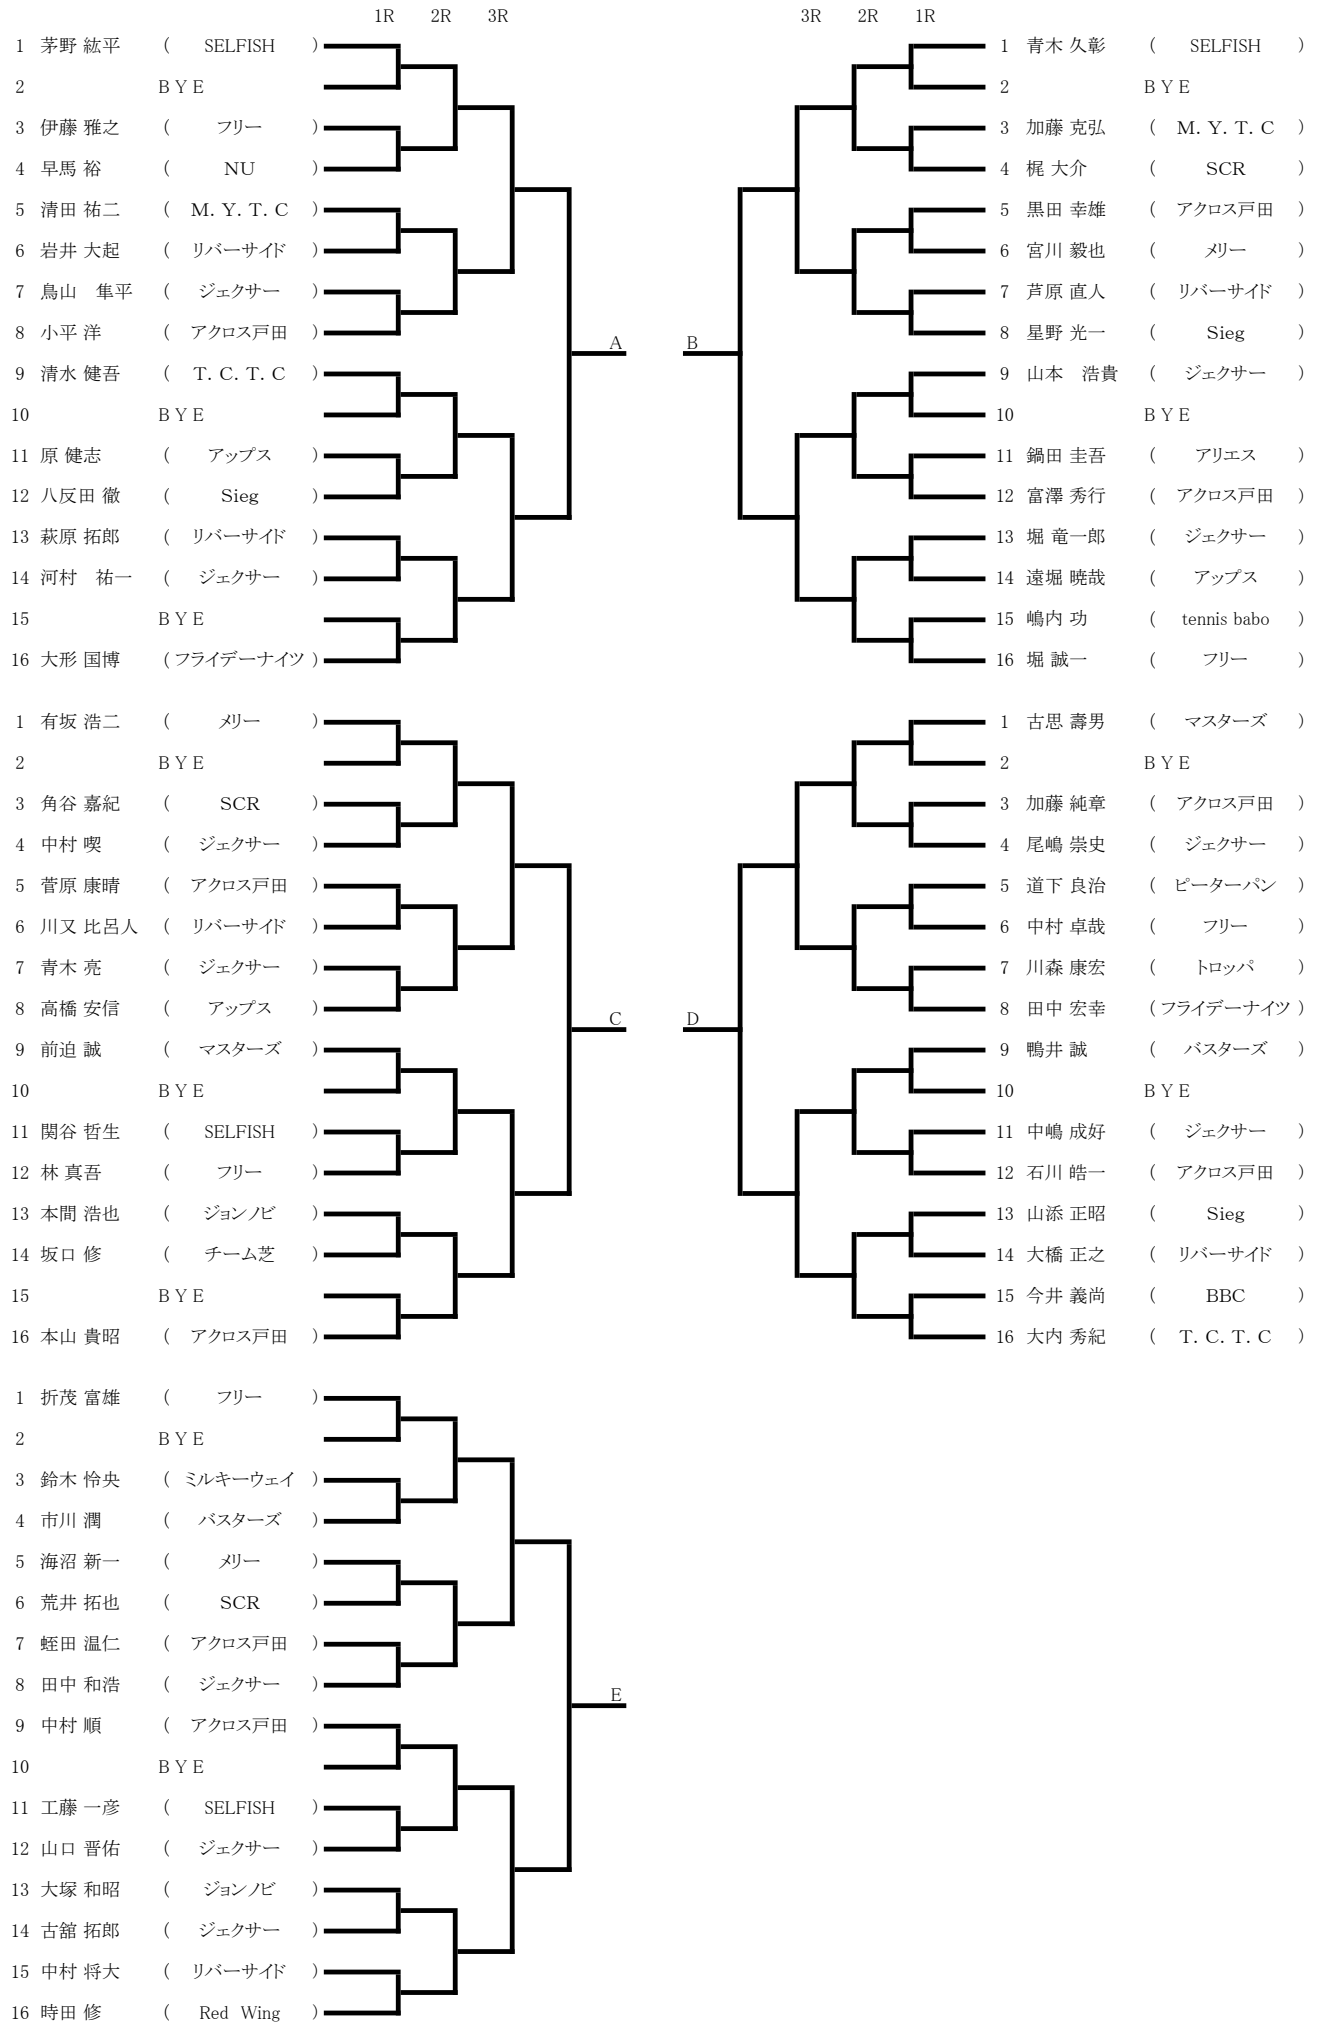 1R 2R 3R
1 茅野 紘平 ( SELFISH )
2 B Y E
3 伊藤 雅之 ( フリー )
4 早馬 裕 ( NU )
5 清田 祐二 ( M. Y. T. C )
6 岩井 大起 ( リバーサイド )
7 鳥山　隼平 ( ジェクサー )
8 小平 洋 ( アクロス戸田 )
9 清水 健吾 ( T. C. T. C )
10 B Y E
11 原 健志 ( アップス )
12 八反田 徹 ( Sieg )
13 萩原 拓郎 ( リバーサイド )
14 河村　祐一 ( ジェクサー )
15 B Y E
16 大形 国博 ( フライデーナイツ )
A
3R 2R 1R
1 青木 久彰 ( SELFISH )
2 B Y E
3 加藤 克弘 ( M. Y. T. C )
4 梶 大介 ( SCR )
5 黒田 幸雄 ( アクロス戸田 )
6 宮川 毅也 ( メリー )
7 芦原 直人 ( リバーサイド )
8 星野 光一 ( Sieg )
9 山本　浩貴 ( ジェクサー )
10 B Y E
11 鍋田 圭吾 ( アリエス )
12 富澤 秀行 ( アクロス戸田 )
13 堀 竜一郎 ( ジェクサー )
14 遠堀 暁哉 ( アップス )
15 嶋内 功 ( tennis babo )
16 堀 誠一 ( フリー )
B
1 有坂 浩二 ( メリー )
2 B Y E
3 角谷 嘉紀 ( SCR )
4 中村 喫 ( ジェクサー )
5 菅原 康晴 ( アクロス戸田 )
6 川又 比呂人 ( リバーサイド )
7 青木 亮 ( ジェクサー )
8 高橋 安信 ( アップス )
9 前迫 誠 ( マスターズ )
10 B Y E
11 関谷 哲生 ( SELFISH )
12 林 真吾 ( フリー )
13 本間 浩也 ( ジョンノビ )
14 坂口 修 ( チーム芝 )
15 B Y E
16 本山 貴昭 ( アクロス戸田 )
C
1 古思 壽男 ( マスターズ )
2 B Y E
3 加藤 純章 ( アクロス戸田 )
4 尾嶋 崇史 ( ジェクサー )
5 道下 良治 ( ピーターパン )
6 中村 卓哉 ( フリー )
7 川森 康宏 ( トロッパ )
8 田中 宏幸 ( フライデーナイツ )
9 鴨井 誠 ( バスターズ )
10 B Y E
11 中嶋 成好 ( ジェクサー )
12 石川 皓一 ( アクロス戸田 )
13 山添 正昭 ( Sieg )
14 大橋 正之 ( リバーサイド )
15 今井 義尚 ( BBC )
16 大内 秀紀 ( T. C. T. C )
D
1 折茂 富雄 ( フリー )
2 B Y E
3 鈴木 怜央 ( ミルキーウェイ )
4 市川 潤 ( バスターズ )
5 海沼 新一 ( メリー )
6 荒井 拓也 ( SCR )
7 蛭田 温仁 ( アクロス戸田 )
8 田中 和浩 ( ジェクサー )
9 中村 順 ( アクロス戸田 )
10 B Y E
11 工藤 一彦 ( SELFISH )
12 山口 晋佑 ( ジェクサー )
13 大塚 和昭 ( ジョンノビ )
14 古舘 拓郎 ( ジェクサー )
15 中村 将大 ( リバーサイド )
16 時田 修 ( Red Wing )
E